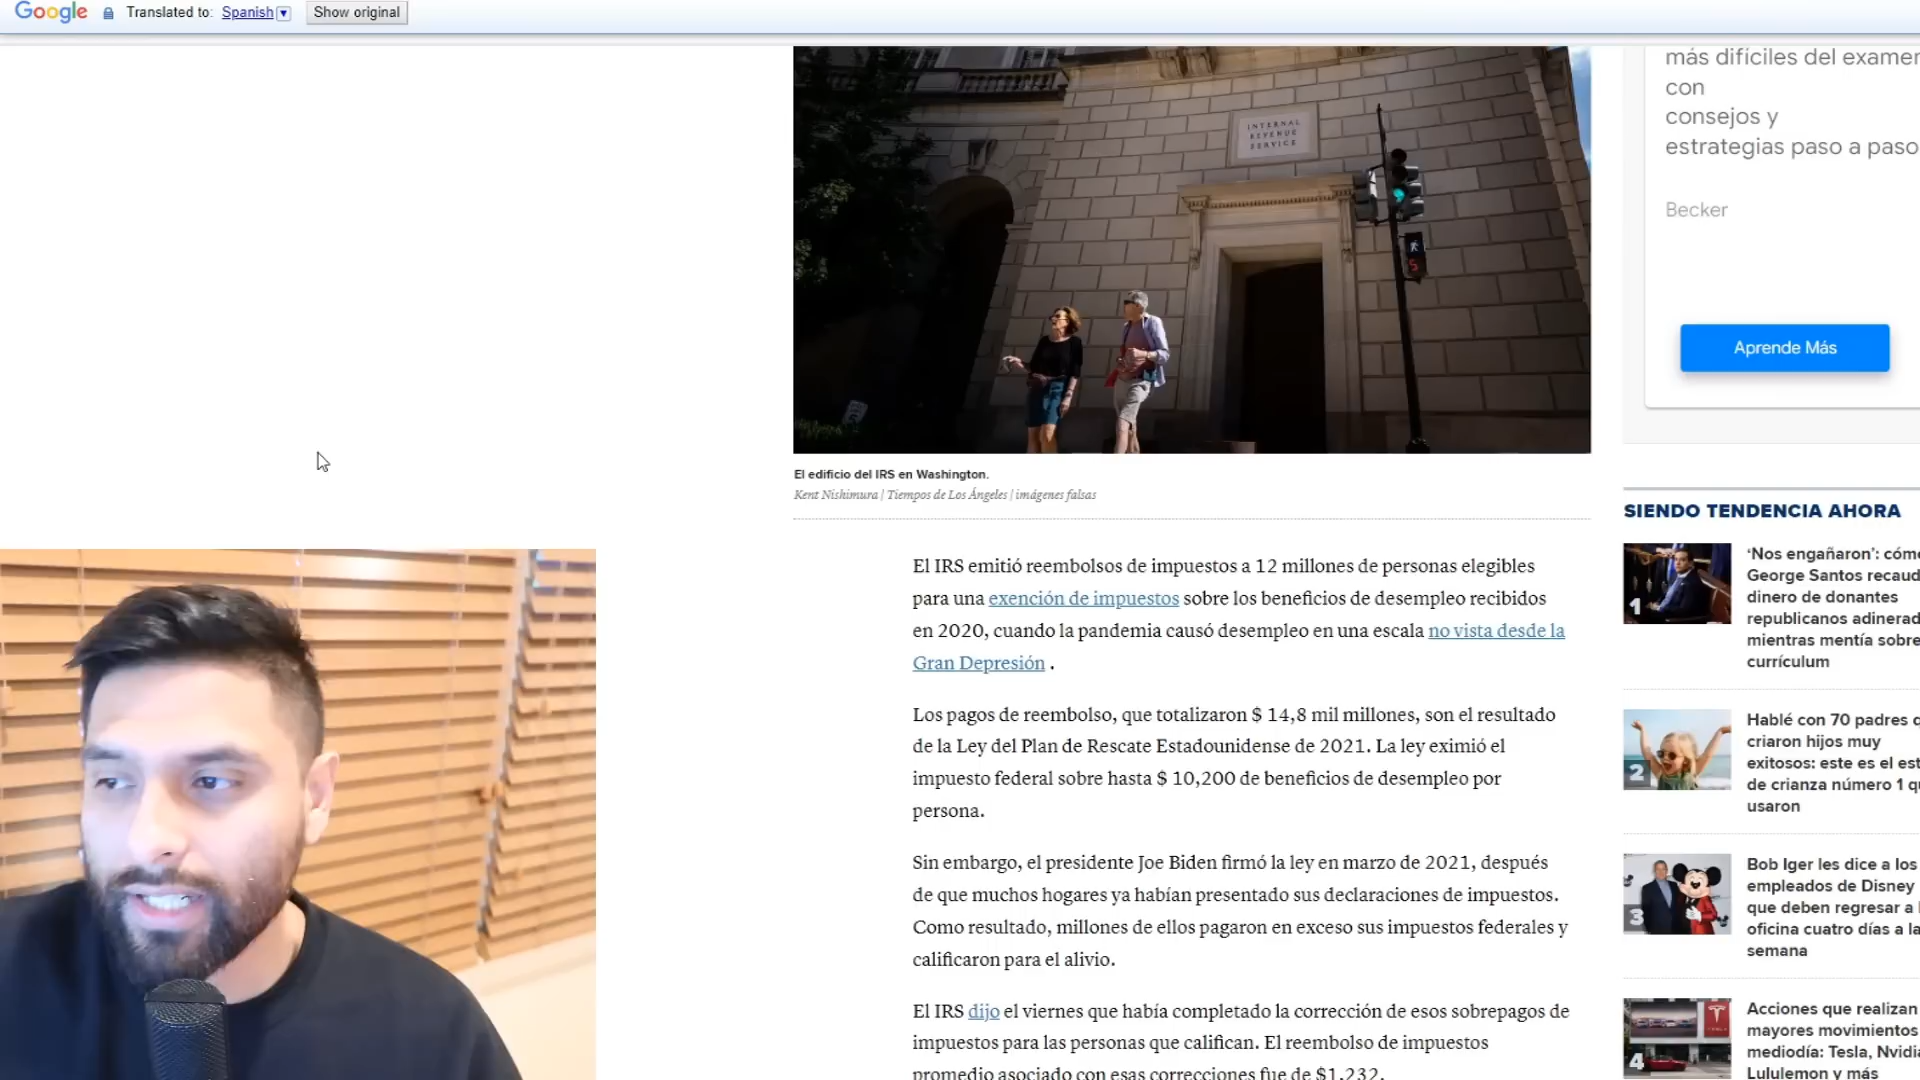 Google Translated to: Spanish Show original
más difíciles del examen
con
consejos y
estrategias paso a paso
Becker
Aprende Más
INTERNAL
REVENUE
SERVICE
5
El edificio del IRS en Washington.
Kent Nishimura | Tiempos de Los Ángeles | imágenes falsas
El IRS emitió reembolsos de impuestos a 12 millones de personas elegibles
para una exención de impuestos sobre los beneficios de desempleo recibidos
en 2020, cuando la pandemia causó desempleo en una escala no vista desde la
Gran Depresión .
Los pagos de reembolso, que totalizaron $ 14,8 mil millones, son el resultado
de la Ley del Plan de Rescate Estadounidense de 2021. La ley eximió el
impuesto federal sobre hasta $ 10,200 de beneficios de desempleo por
persona.
Sin embargo, el presidente Joe Biden firmó la ley en marzo de 2021, después
de que muchos hogares ya habían presentado sus declaraciones de impuestos.
Como resultado, millones de ellos pagaron en exceso sus impuestos federales y
calificaron para el alivio.
El IRS dijo el viernes que había completado la corrección de esos sobrepagos de
impuestos para las personas que califican. El reembolso de impuestos
promedio asociado con esas correcciones fue de $1,232.
SIENDO TENDENCIA AHORA
1
‘Nos engañaron’: cómo
George Santos recaud
dinero de donantes
republicanos adinerad
mientras mentía sobre
currículum
2
Hablé con 70 padres q
criaron hijos muy
exitosos: este es el est
de crianza número 1 qu
usaron
3
Bob Iger les dice a los
empleados de Disney
que deben regresar a l
oficina cuatro días a la
semana
4
Acciones que realizan
mayores movimientos
mediodía: Tesla, Nvidia
Lululemon y más